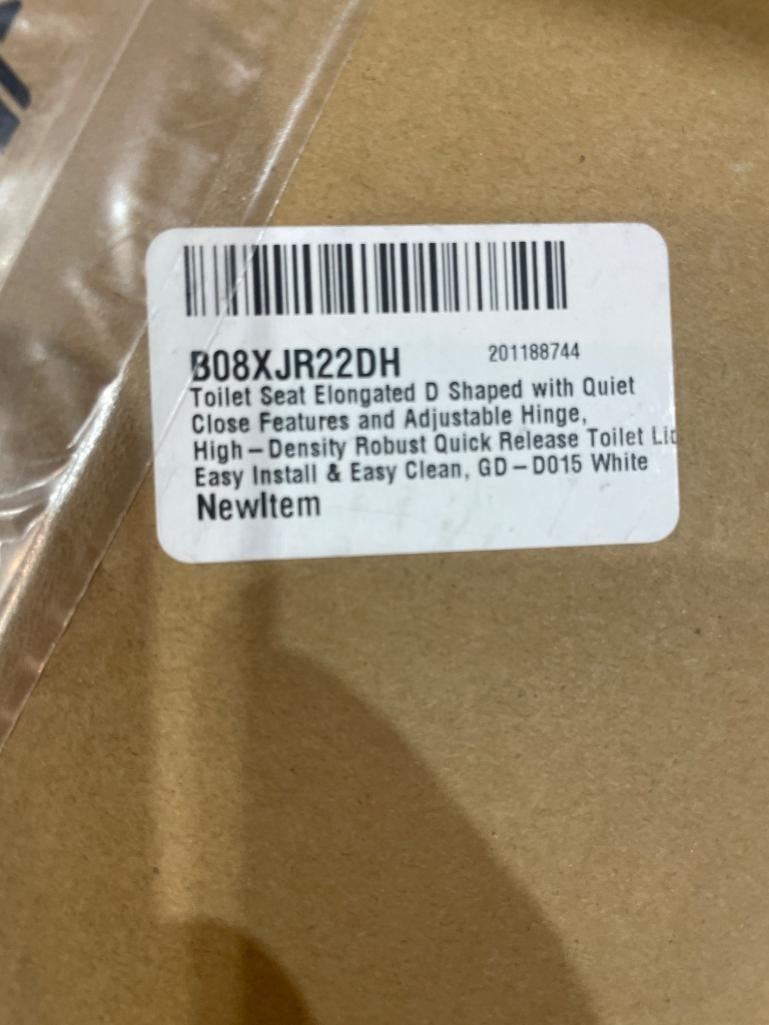 B08XJR22DH 201188744
Toilet Seat Elongated D Shaped with Quiet
Close Features and Adjustable Hinge,
High-Density Robust Quick Release Toilet Lid
Easy Install & Easy Clean, GD-D015 White
NewItem